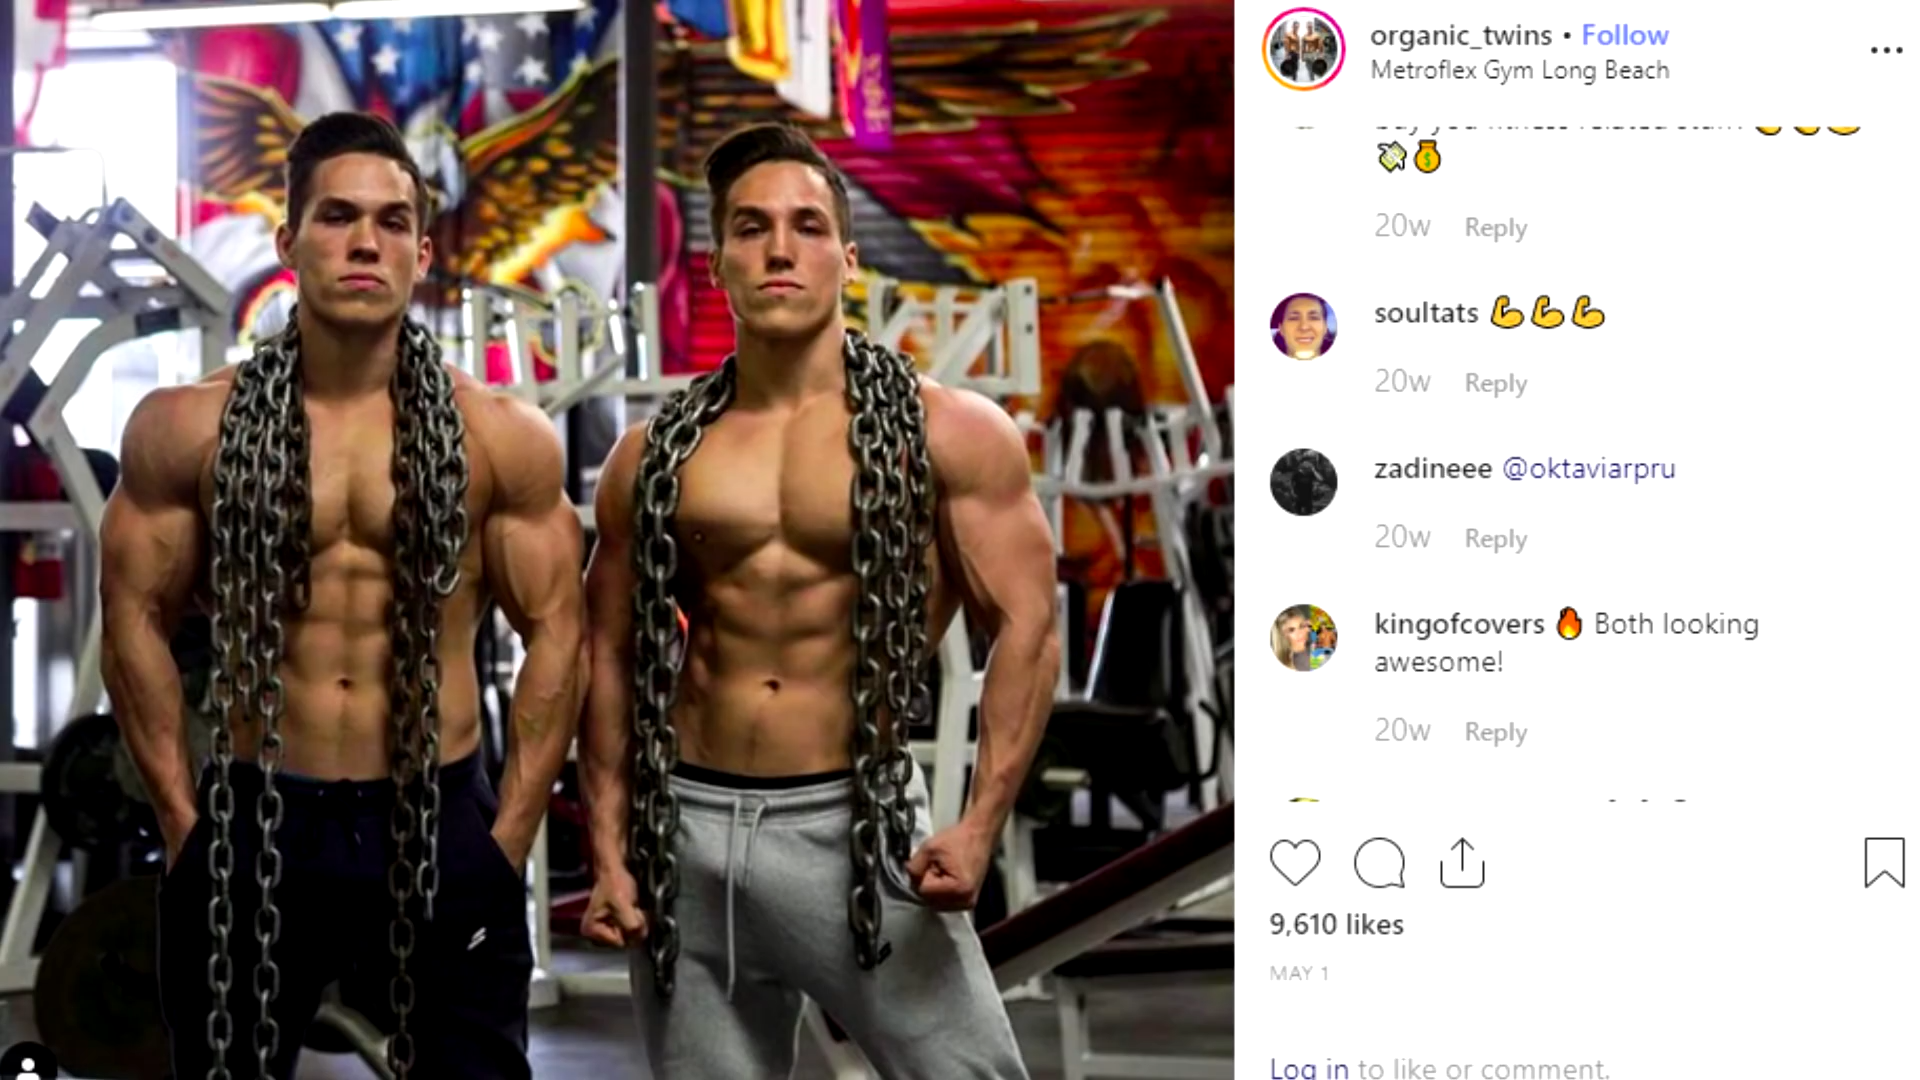 organic_twins • Follow
Metroflex Gym Long Beach
20w Reply
soultats
20w Reply
zadineee @oktaviarpru
20w Reply
kingofcovers 🔥 Both looking
awesome!
20w Reply
9,610 likes
MAY 1
Log in to like or comment.